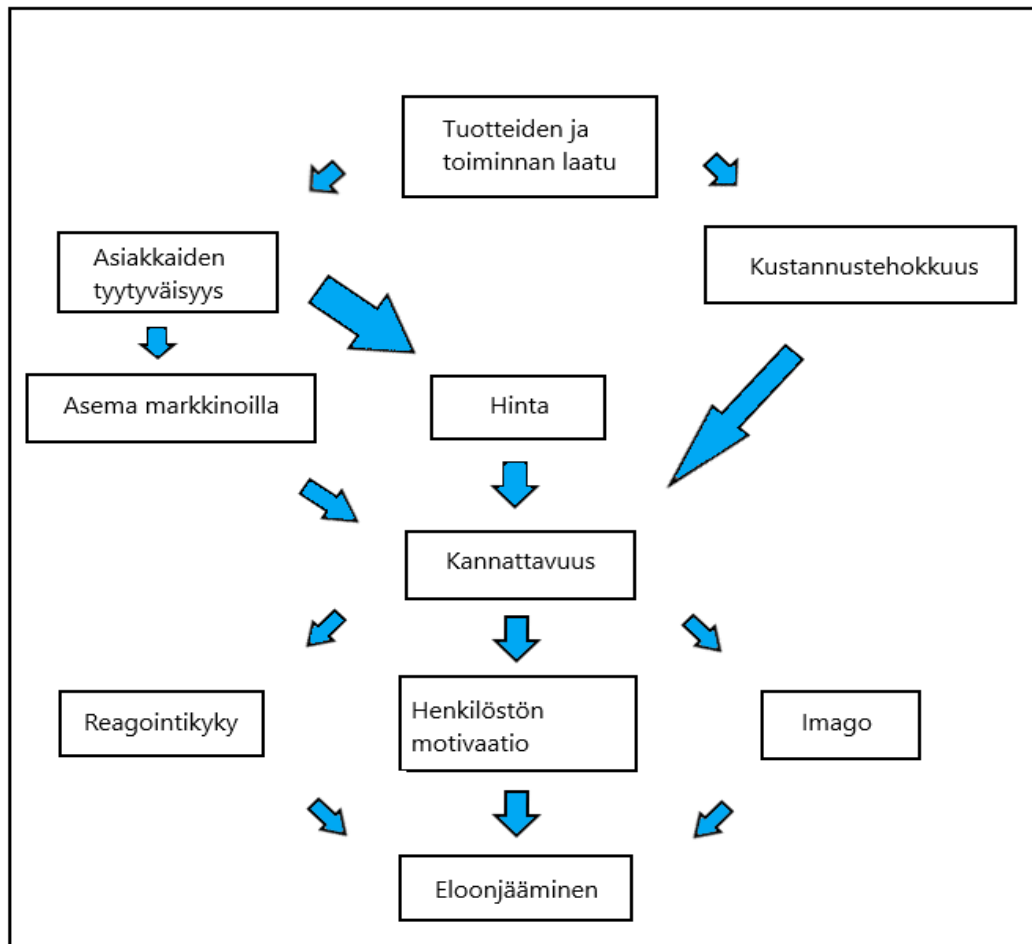 Tuotteiden ja
toiminnan laatu
Asiakkaiden
tyytyväisyys
Kustannustehokkuus
Asema markkinoilla
Hinta
Kannattavuus
Reagointikyky
Henkilöstön
motivaatio
Imago
Eloonjääminen